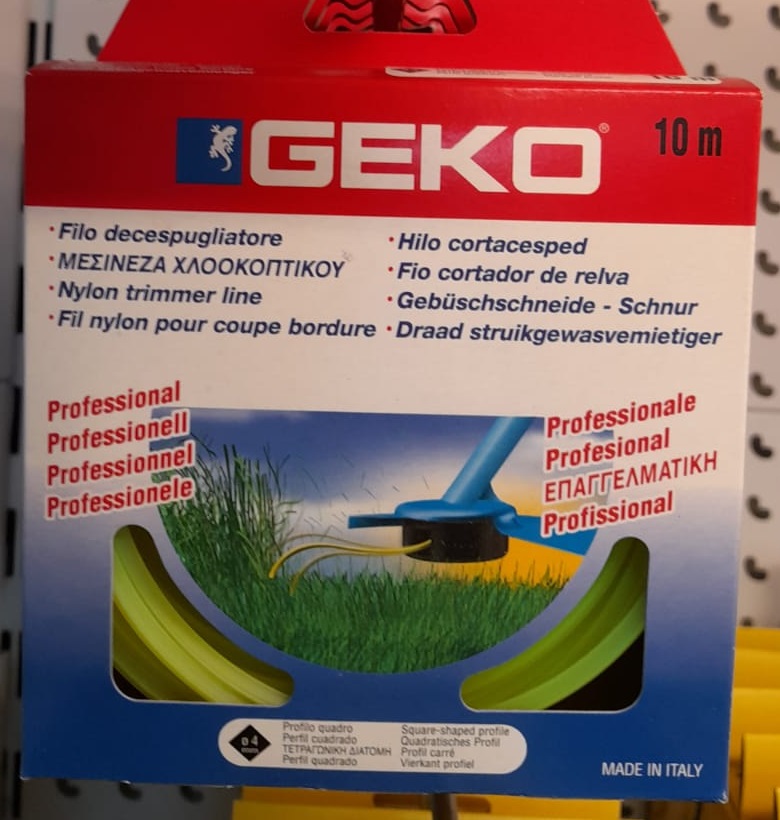 GEKO®
10 m
·Filo decespugliatore
·ΜΕΣΙΝΕΖΑ ΧΛΟΟΚΟΠΤΙΚΟΥ
·Nylon trimmer line
·Fil nylon pour coupe bordure
·Hilo cortacesped
·Fio cortador de relva
·Gebüschschneide - Schnur
·Draad struikgewasvemietiger
Professional
Professionell
Professionnel
Professionele
Professionale
Profesional
ΕΠΑΓΓΕΛΜΑΤΙΚΗ
Profissional
ø 4
Profilo quadro
Perfil cuadrado
ΤΕΤΡΑΓΩΝΙΚΗ ΔΙΑΤΟΜΗ
Perfil quadrado
Square-shaped profile
Quadratisches Profil
Profil carré
Vierkant profiel
MADE IN ITALY